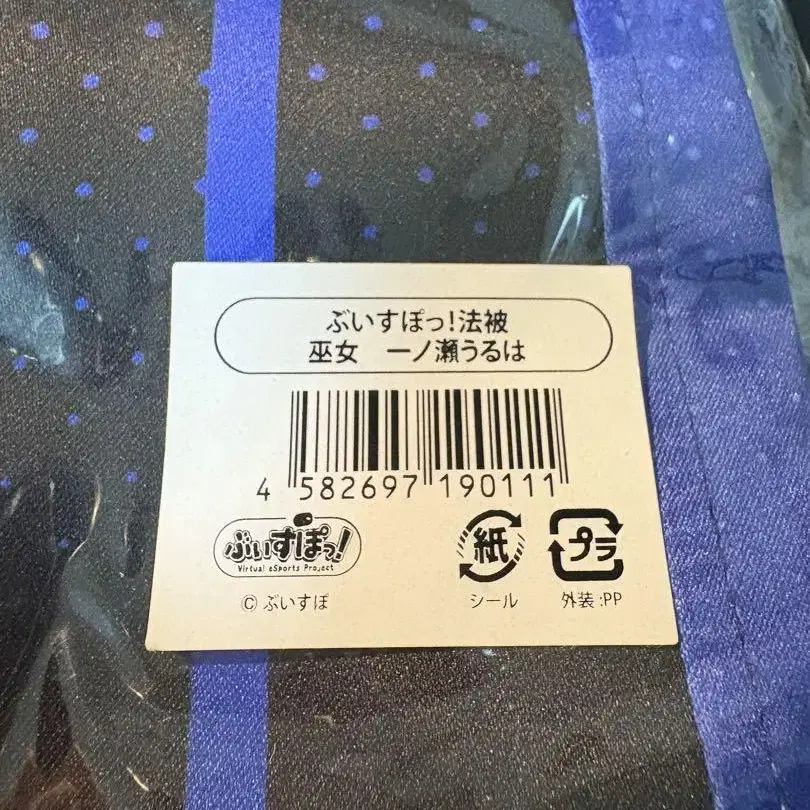 ぶいすぽっ!法被
巫女　一ノ瀬うるは
4 582697 190111
ぶいすぽっ!
Virtual eSports Project
© ぶいすぽ
紙
シール
プラ
外装:PP